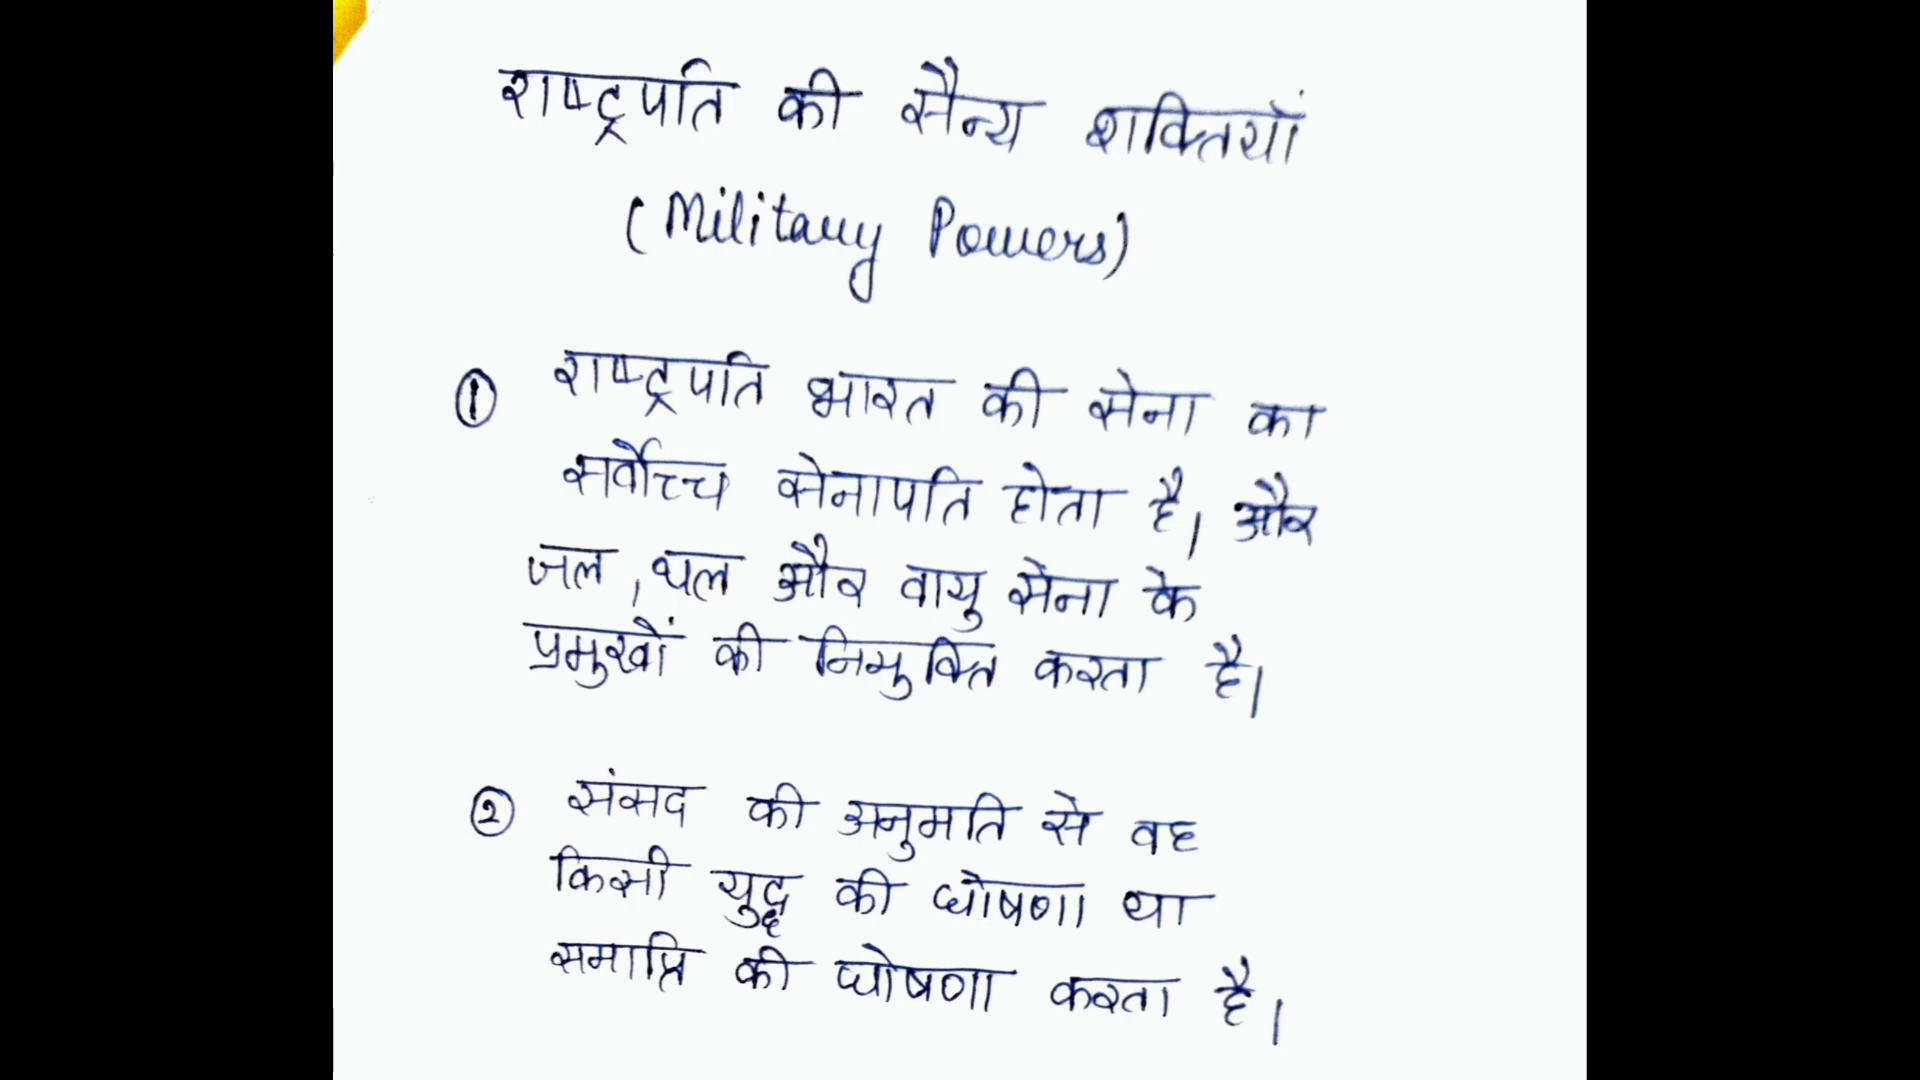 राष्ट्रपति की सैन्य शक्तियाँ
(Military Powers)
① राष्ट्रपति भारत की सेना का
सर्वोच्च सेनापति होता है। और
जल, थल और वायु सेना के
प्रमुखों की नियुक्ति करता है।
② संसद की अनुमति से वह
किसी युद्ध की घोषणा या
समाप्ति की घोषणा करता है।